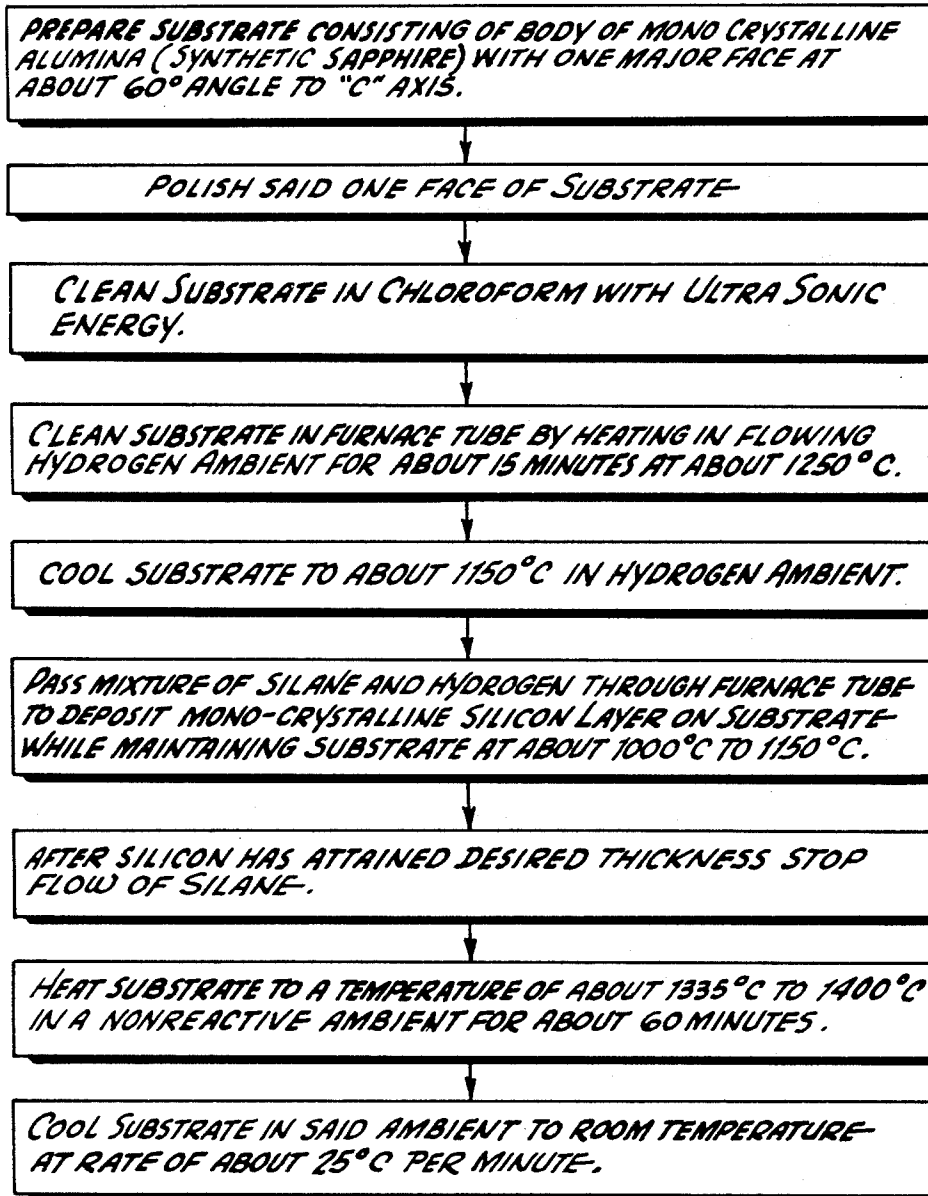 PREPARE SUBSTRATE CONSISTING OF BODY OF MONO CRYSTALLINE
ALUMINA (SYNTHETIC SAPPHIRE) WITH ONE MAJOR FACE AT
ABOUT 60° ANGLE TO "C" AXIS.
POLISH SAID ONE FACE OF SUBSTRATE
CLEAN SUBSTRATE IN CHLOROFORM WITH ULTRA SONIC
ENERGY.
CLEAN SUBSTRATE IN FURNACE TUBE BY HEATING IN FLOWING
HYDROGEN AMBIENT FOR ABOUT 15 MINUTES AT ABOUT 1250°C.
COOL SUBSTRATE TO ABOUT 1150°C IN HYDROGEN AMBIENT.
PASS MIXTURE OF SILANE AND HYDROGEN THROUGH FURNACE TUBE
TO DEPOSIT MONO-CRYSTALLINE SILICON LAYER ON SUBSTRATE
WHILE MAINTAINING SUBSTRATE AT ABOUT 1000°C TO 1150°C.
AFTER SILICON HAS ATTAINED DESIRED THICKNESS STOP
FLOW OF SILANE.
HEAT SUBSTRATE TO A TEMPERATURE OF ABOUT 1335°C TO 1400°C
IN A NONREACTIVE AMBIENT FOR ABOUT 60 MINUTES.
COOL SUBSTRATE IN SAID AMBIENT TO ROOM TEMPERATURE
AT RATE OF ABOUT 25°C PER MINUTE.